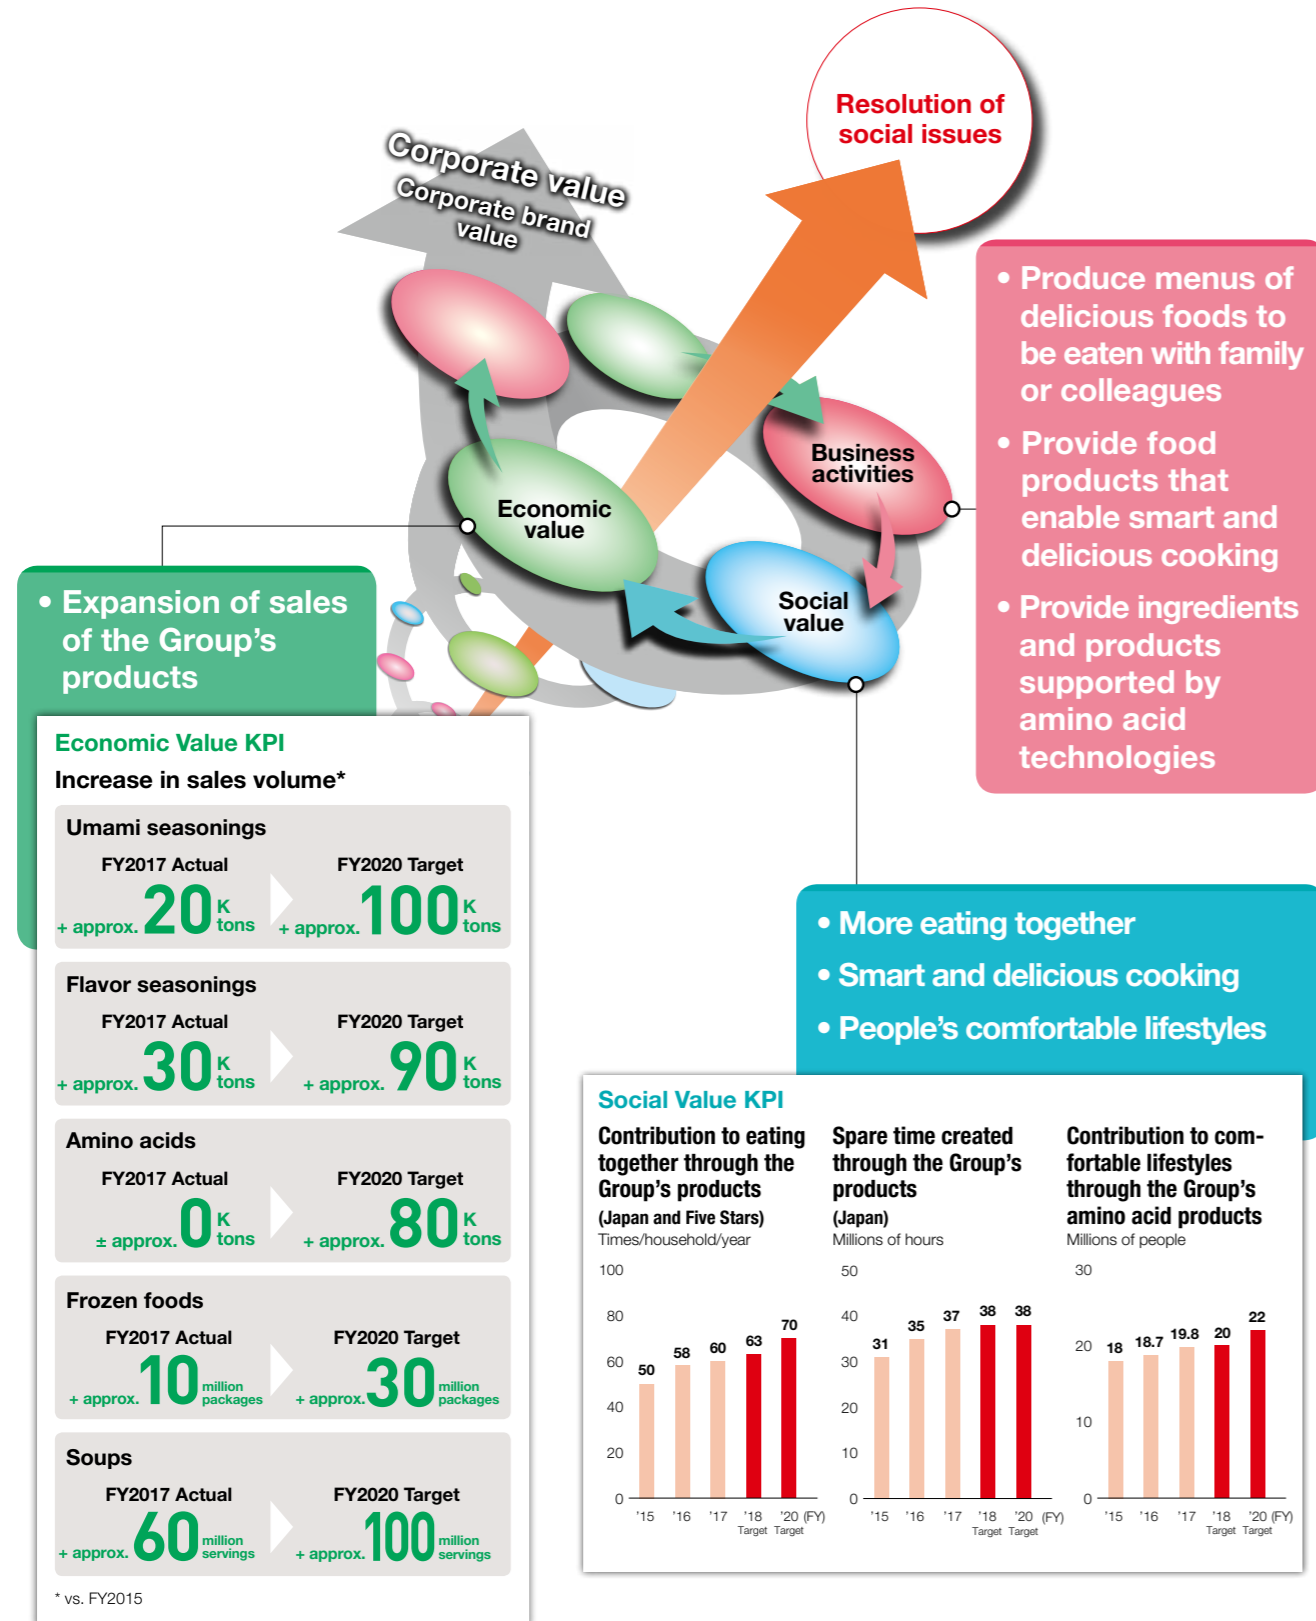 Resolution of
social issues
Corporate value
Corporate brand
value
• Produce menus of
delicious foods to
be eaten with family
or colleagues
• Provide food
products that
enable smart and
delicious cooking
• Provide ingredients
and products
supported by
amino acid
technologies
Business
activities
Economic
value
Social
value
• Expansion of sales
of the Group's
products
Economic Value KPI
Increase in sales volume*
Umami seasonings
FY2017 Actual FY2020 Target
+ approx. 20 K tons + approx. 100 K tons
Flavor seasonings
FY2017 Actual FY2020 Target
+ approx. 30 K tons + approx. 90 K tons
Amino acids
FY2017 Actual FY2020 Target
± approx. 0 K tons + approx. 80 K tons
Frozen foods
FY2017 Actual FY2020 Target
+ approx. 10 million packages + approx. 30 million packages
Soups
FY2017 Actual FY2020 Target
+ approx. 60 million servings + approx. 100 million servings
* vs. FY2015
• More eating together
• Smart and delicious cooking
• People's comfortable lifestyles
Social Value KPI
Contribution to eating
together through the
Group's products
(Japan and Five Stars)
Times/household/year
100
80
60
40
20
0
50 58 60 63 70
'15 '16 '17 '18 '20 (FY)
Target Target
Spare time created
through the Group's
products
(Japan)
Millions of hours
50
40
30
20
10
0
31 35 37 38 38
'15 '16 '17 '18 '20 (FY)
Target Target
Contribution to com-
fortable lifestyles
through the Group's
amino acid products
Millions of people
30
20
10
0
18 18.7 19.8 20 22
'15 '16 '17 '18 '20 (FY)
Target Target